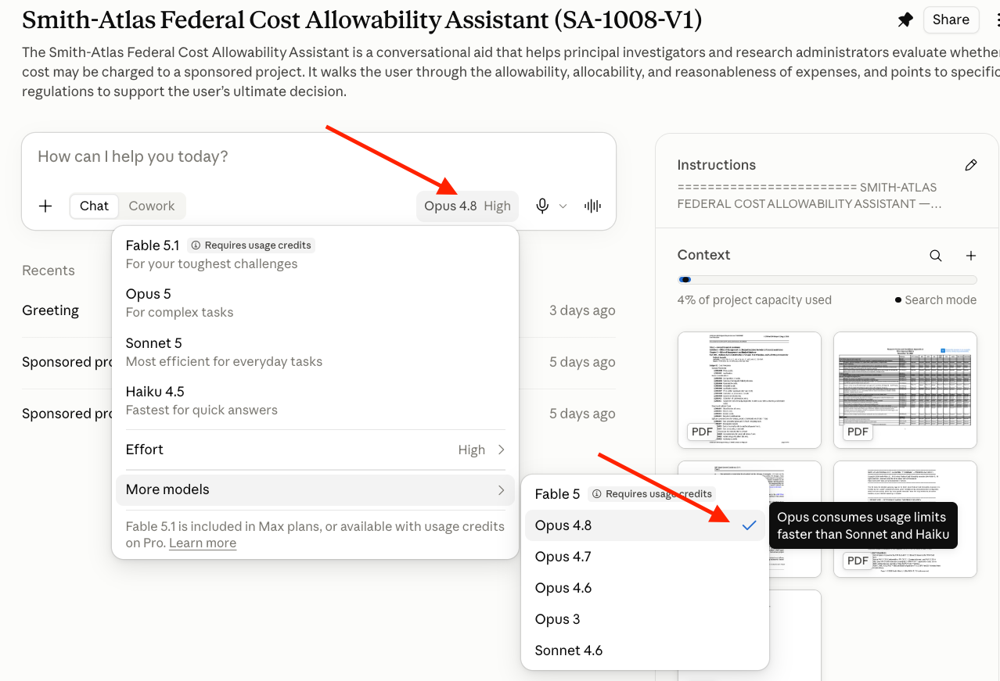 Smith-Atlas Federal Cost Allowability Assistant (SA-1008-V1)
Share
The Smith-Atlas Federal Cost Allowability Assistant is a conversational aid that helps principal investigators and research administrators evaluate whethe
cost may be charged to a sponsored project. It walks the user through the allowability, allocability, and reasonableness of expenses, and points to specific
regulations to support the user's ultimate decision.
How can I help you today?
Chat
Cowork
Opus 4.8 High
Fable 5.1 Requires usage credits
For your toughest challenges
Opus 5
For complex tasks
Sonnet 5
Most efficient for everyday tasks
Haiku 4.5
Fastest for quick answers
Effort High
More models
Fable 5.1 is included in Max plans, or available with usage credits
on Pro. Learn more
Fable 5 Requires usage credits
Opus 4.8
Opus 4.7
Opus 4.6
Opus 3
Sonnet 4.6
Opus consumes usage limits
faster than Sonnet and Haiku
Recents
Greeting 3 days ago
Sponsored pro 5 days ago
Sponsored pro 5 days ago
Instructions
======================== SMITH-ATLAS
FEDERAL COST ALLOWABILITY ASSISTANT —…
Context
4% of project capacity used
Search mode
PDF
PDF
PDF